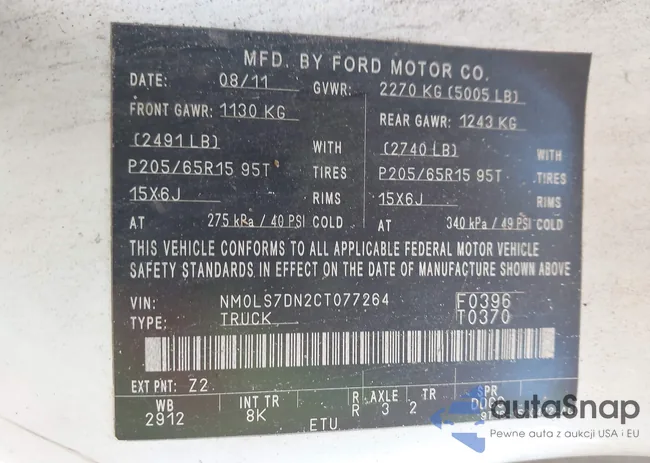 MFD. BY FORD MOTOR CO.
DATE: 08/11 GVWR: 2270 KG (5005 LB)
FRONT GAWR: 1130 KG REAR GAWR: 1243 KG
(2491 LB) WITH (2740 LB) WITH
P205/65R15 95T TIRES P205/65R15 95T TIRES
15X6J RIMS 15X6J RIMS
AT 275 kPa / 40 PSI COLD AT 340 kPa / 49 PSI COLD
THIS VEHICLE CONFORMS TO ALL APPLICABLE FEDERAL MOTOR VEHICLE
SAFETY STANDARDS IN EFFECT ON THE DATE OF MANUFACTURE SHOWN ABOVE
VIN: NM0LS7DN2CT077264 F0396
TYPE: TRUCK T0370
EXT PNT: Z2
WB INT TR R AXLE TR SPR
2912 8K R 3 2
ETU
autaSnap
Pewne auta z aukcji USA i EU